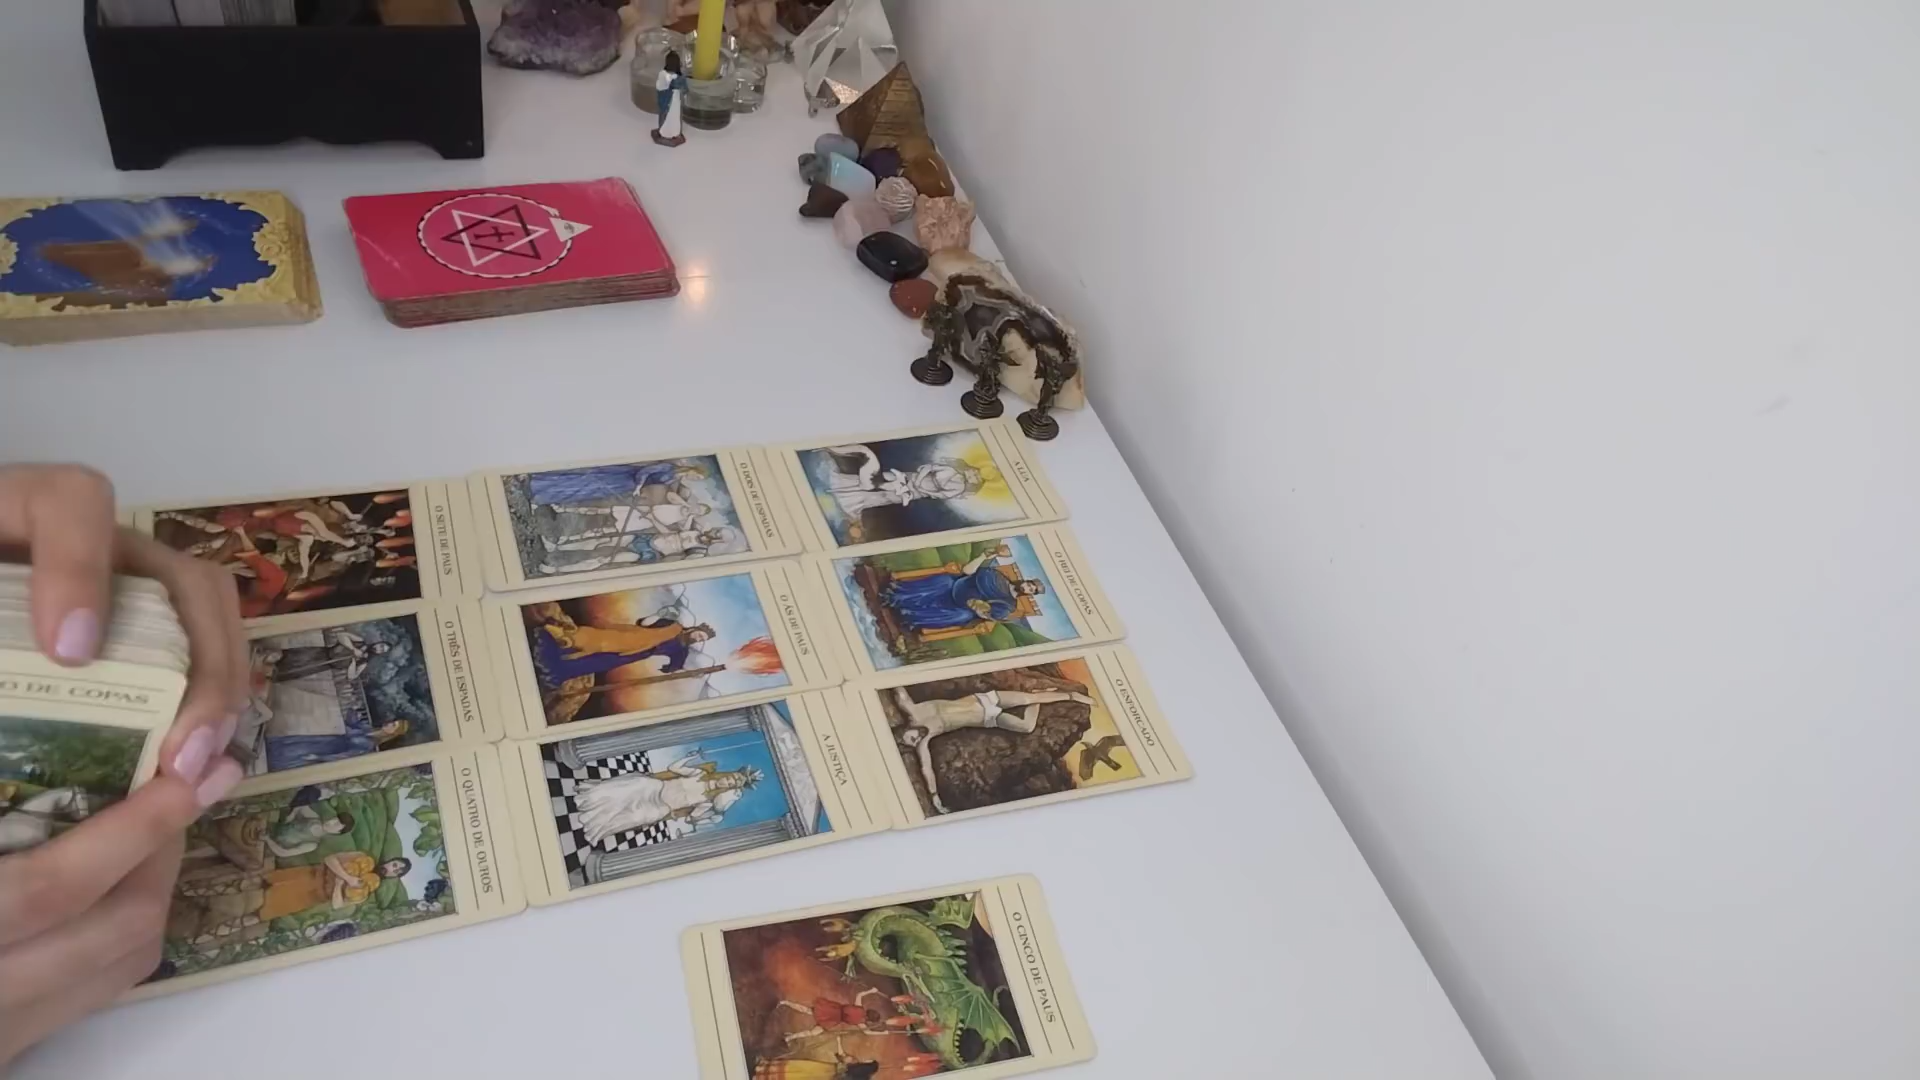 A LUA
O DOIS DE ESPADAS
O SETE DE PAUS
O REI DE COPAS
O ÁS DE PAUS
O TRÊS DE ESPADAS
O ENFORCADO
A JUSTIÇA
O QUATRO DE OUROS
DE COPAS
O CINCO DE PAUS